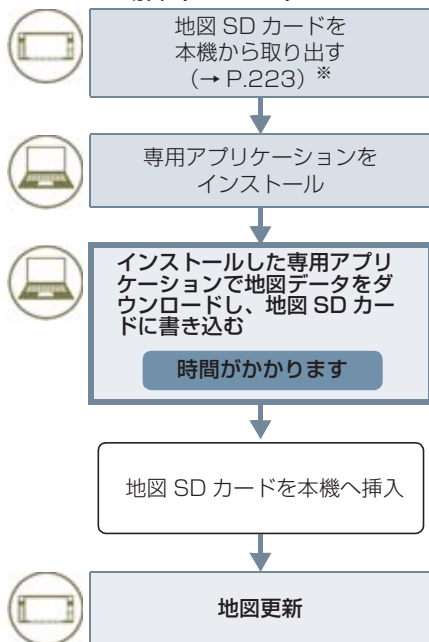 地図 SD カードを
本機から取り出す
（→ P.223）※
専用アプリケーションを
インストール
インストールした専用アプリ
ケーションで地図データをダ
ウンロードし、地図 SD カー
ドに書き込む
時間がかかります
地図 SD カードを本機へ挿入
地図更新